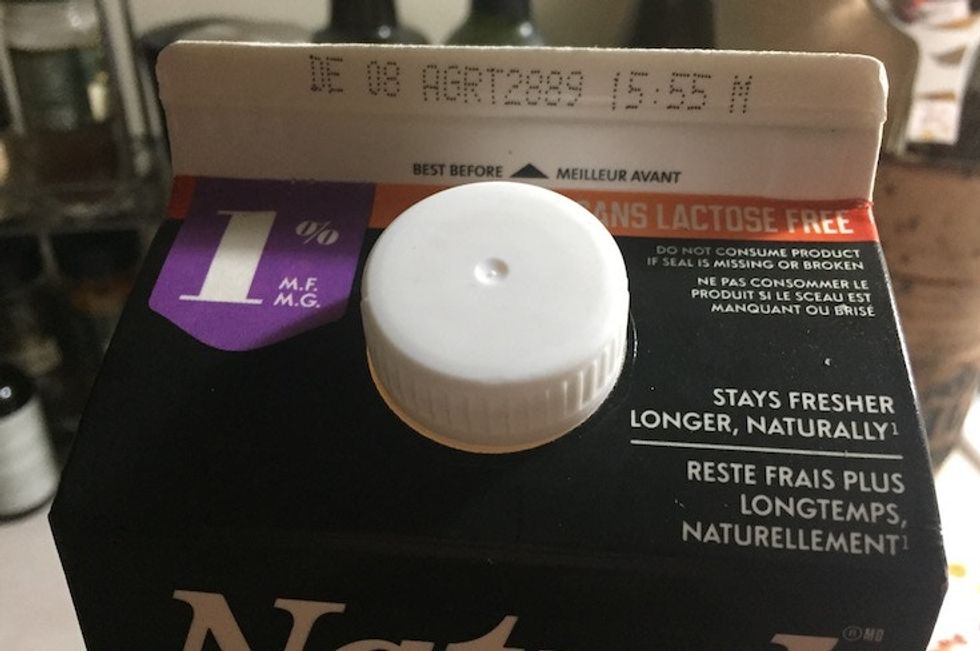 DE 08 AGRT2889 15:55 M
BEST BEFORE MEILLEUR AVANT
1% M.F.
M.G.
SANS LACTOSE FREE
DO NOT CONSUME PRODUCT
IF SEAL IS MISSING OR BROKEN
NE PAS CONSOMMER LE
PRODUIT SI LE SCEAU EST
MANQUANT OU BRISÉ
STAYS FRESHER
LONGER, NATURALLY1
RESTE FRAIS PLUS
LONGTEMPS,
NATURELLEMENT1
®MD